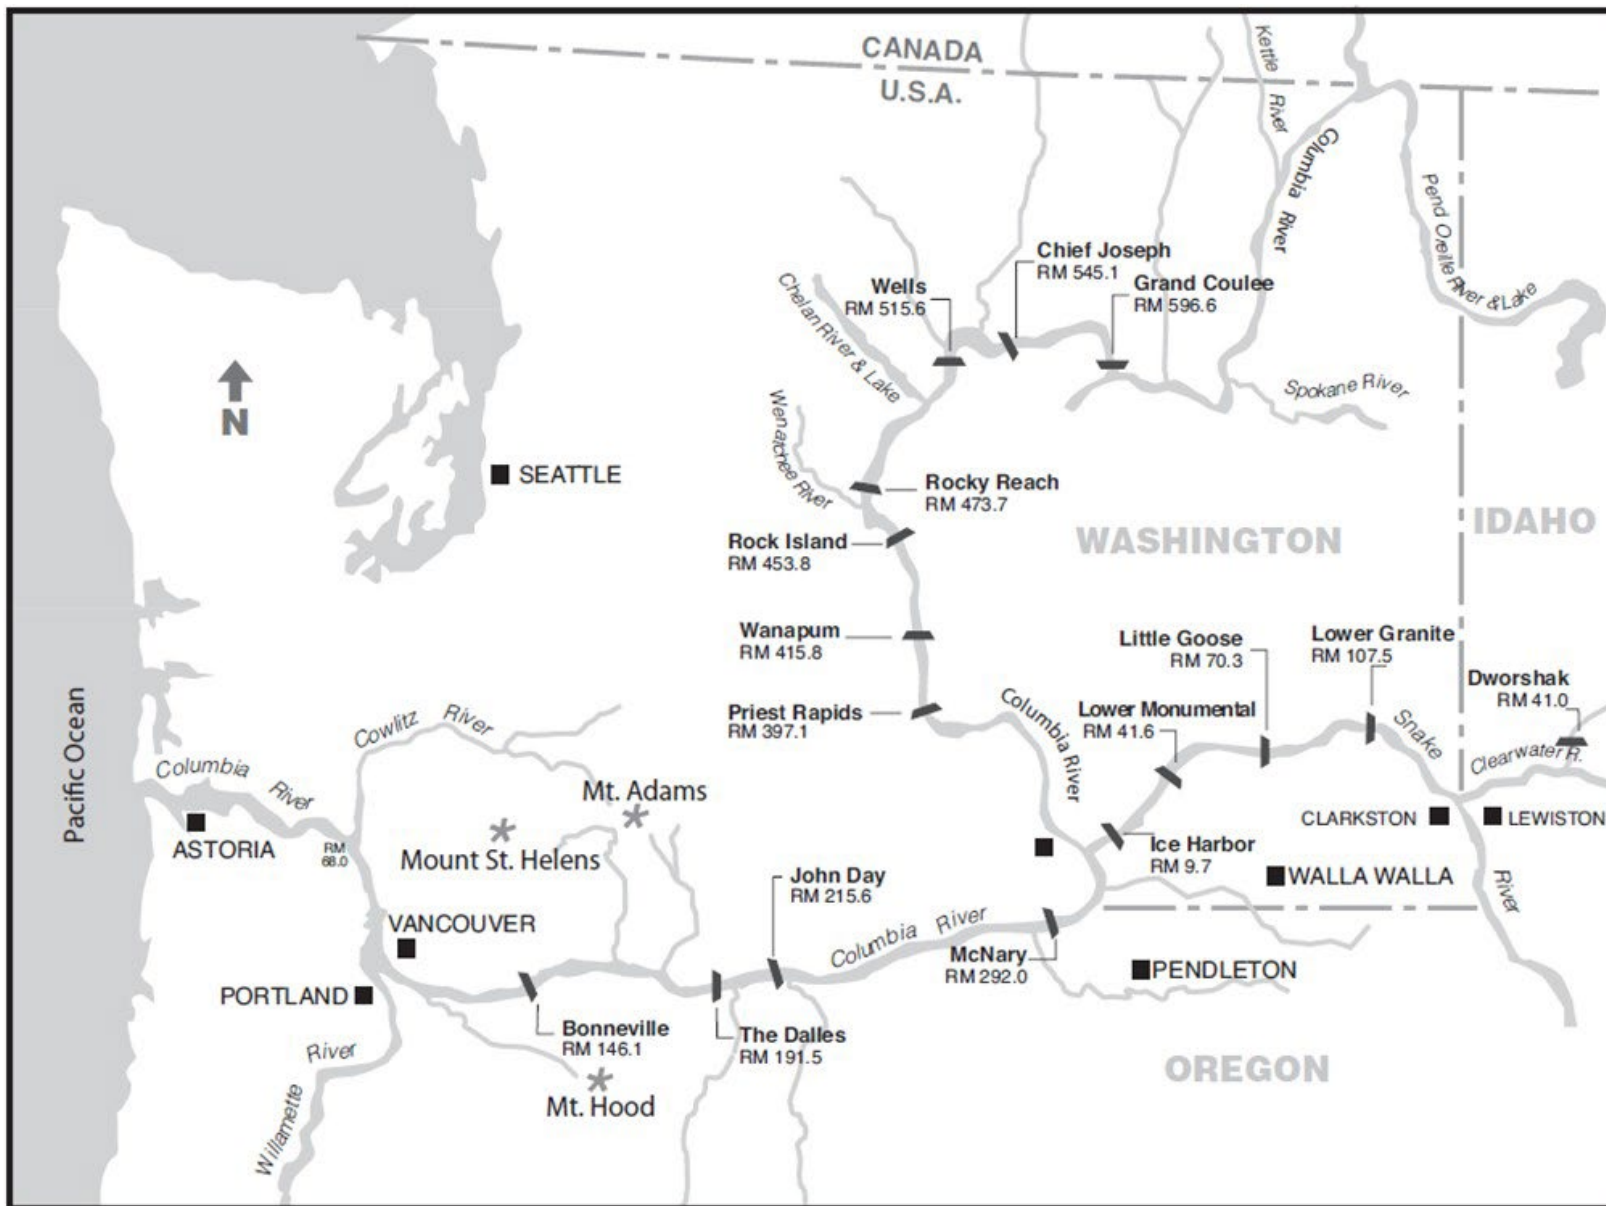 CANADA
U.S.A.
Kettle
River
Columbia
River
Pend Oreille River & Lake
Chief Joseph
RM 545.1
Wells
RM 515.6
Grand Coulee
RM 596.6
Chelan River & Lake
Spokane River
Wenatchee River
N
SEATTLE
Rocky Reach
RM 473.7
Rock Island
RM 453.8
WASHINGTON
IDAHO
Wanapum
RM 415.8
Little Goose
RM 70.3
Lower Granite
RM 107.5
Dworshak
RM 41.0
Priest Rapids
RM 397.1
Columbia River
Lower Monumental
RM 41.6
Snake
Clearwater R.
Pacific Ocean
Cowlitz
River
Columbia
River
Mt. Adams
ASTORIA
RM
68.0
Mount St. Helens
CLARKSTON
LEWISTON
Ice Harbor
RM 9.7
John Day
RM 215.6
WALLA WALLA
River
VANCOUVER
Columbia
River
McNary
RM 292.0
PENDLETON
PORTLAND
Bonneville
RM 146.1
The Dalles
RM 191.5
River
Willamette
OREGON
Mt. Hood